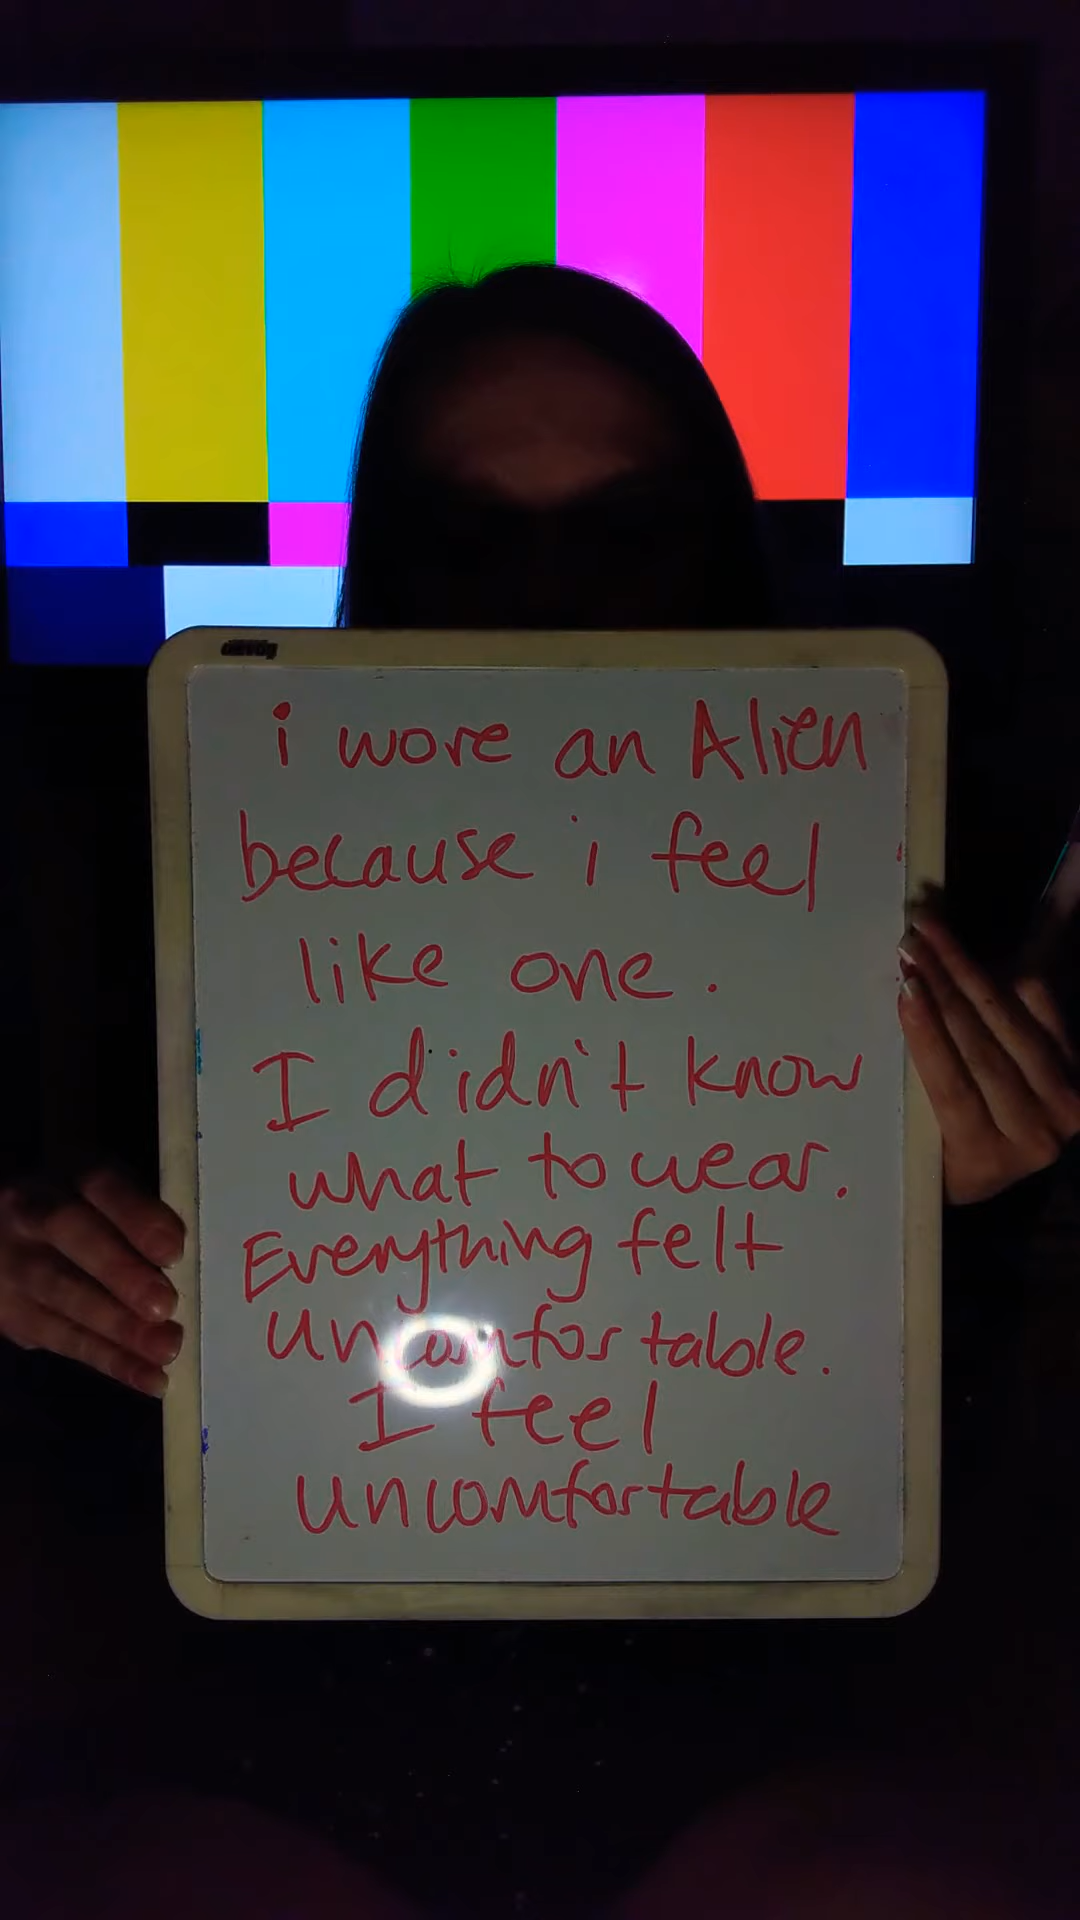 i wore an Alien
because i feel
like one.
I didn't know
what to wear.
Everything felt
uncomfortable.
I feel
uncomfortable